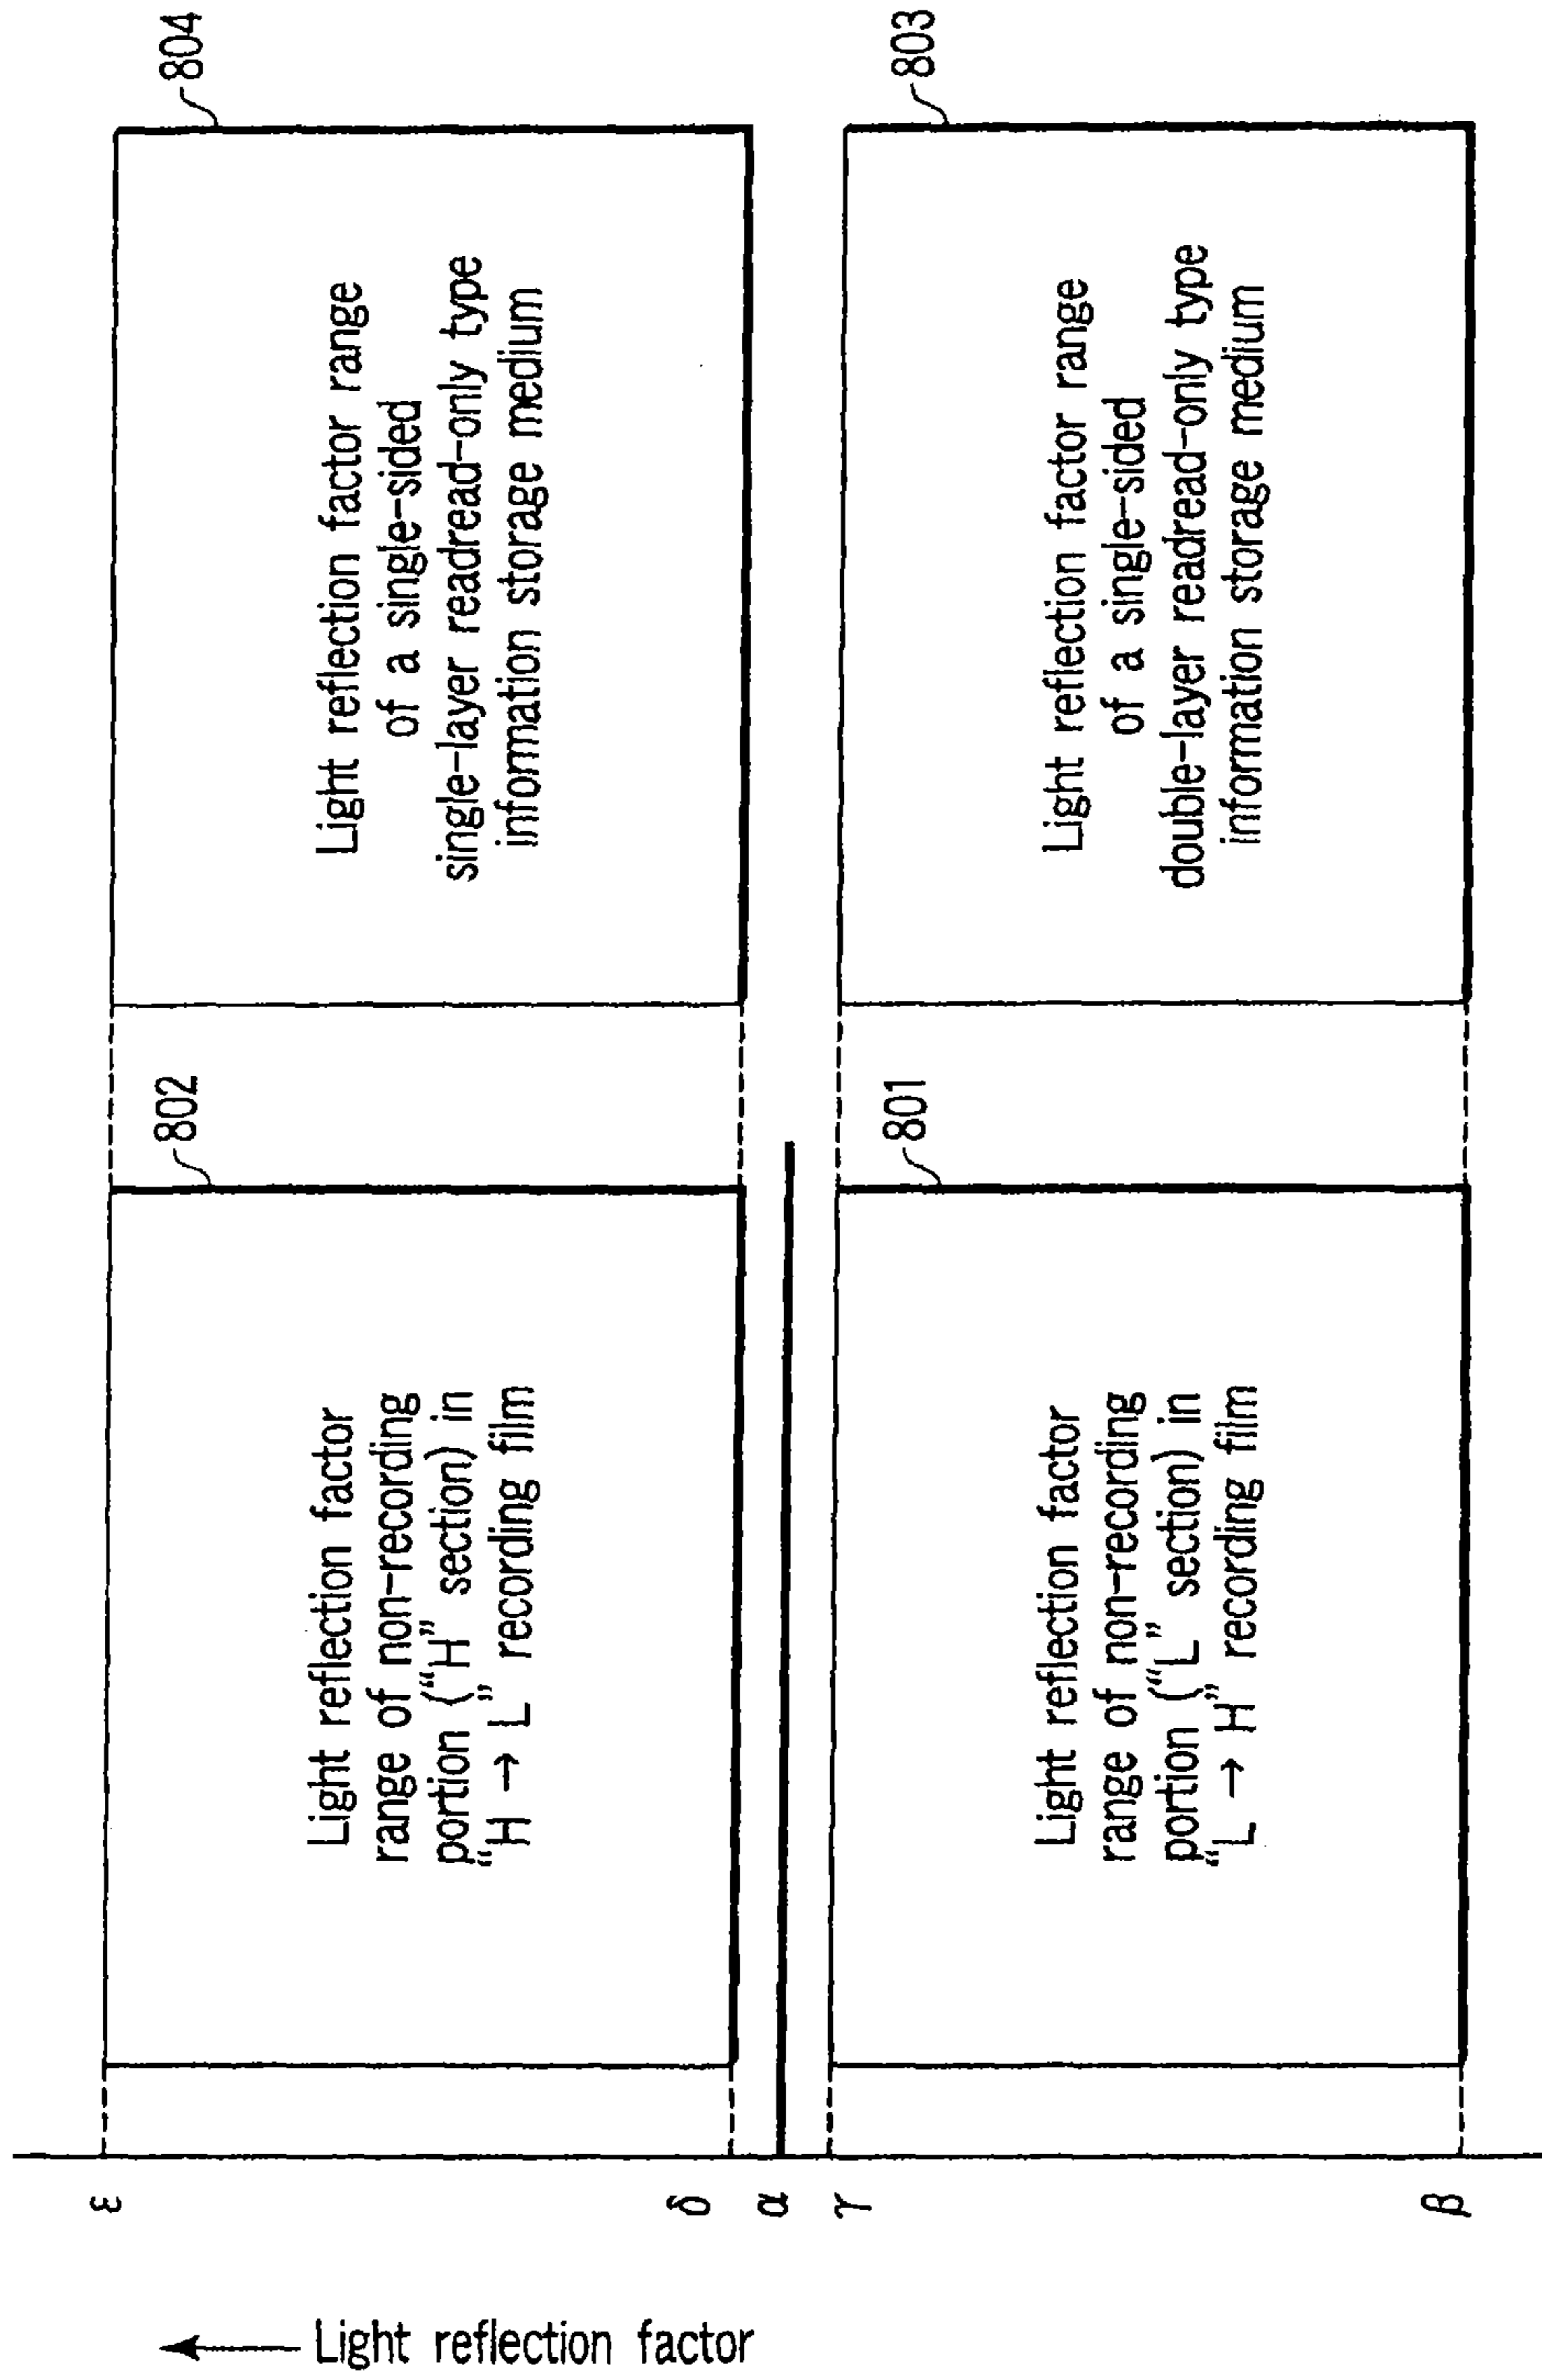 Light reflection factor
ε
δ
α
γ
β
802
Light reflection factor
range of non-recording
portion (“H” section) in
“H → L” recording film
804
Light reflection factor range
of a single-sided
single-layer readread-only type
information storage medium
801
Light reflection factor
range of non-recording
portion (“L” section) in
“L → H” recording film
803
Light reflection factor range
of a single-sided
double-layer readread-only type
information storage medium